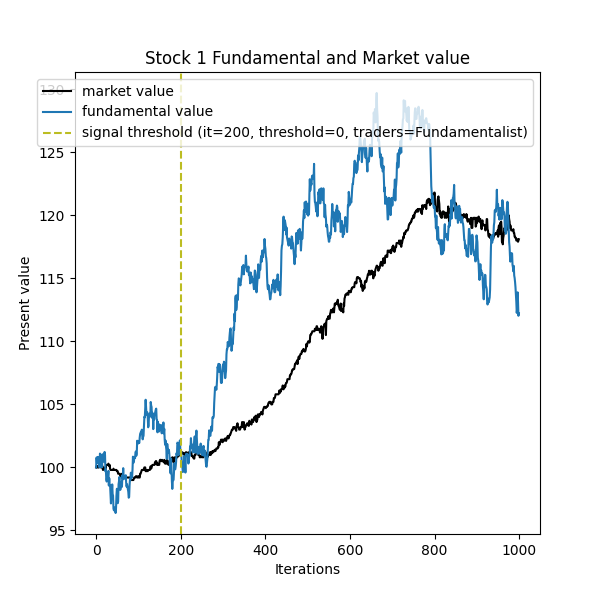 Stock 1 Fundamental and Market value
market value
fundamental value
signal threshold (it=200, threshold=0, traders=Fundamentalist)
130
125
120
115
110
105
100
95
Present value
0 200 400 600 800 1000
Iterations